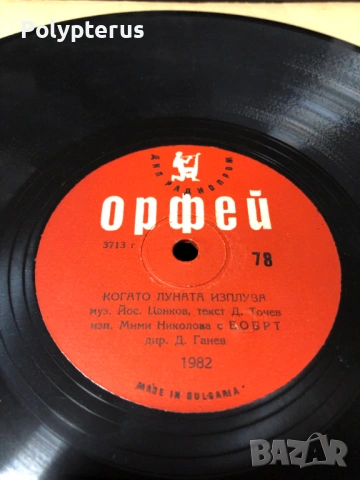 Polypterus
ДИП РАДИОПРОМ
ОРФЕЙ
3713 г
78
КОГАТО ЛУНАТА ИЗПЛУВА
муз. Йос. Цанков, текст Д. Точев
изп. Мими Николова с ЕОБРТ
дир. Д. Ганев
1982
MADE IN BULGARIA
BAZAR